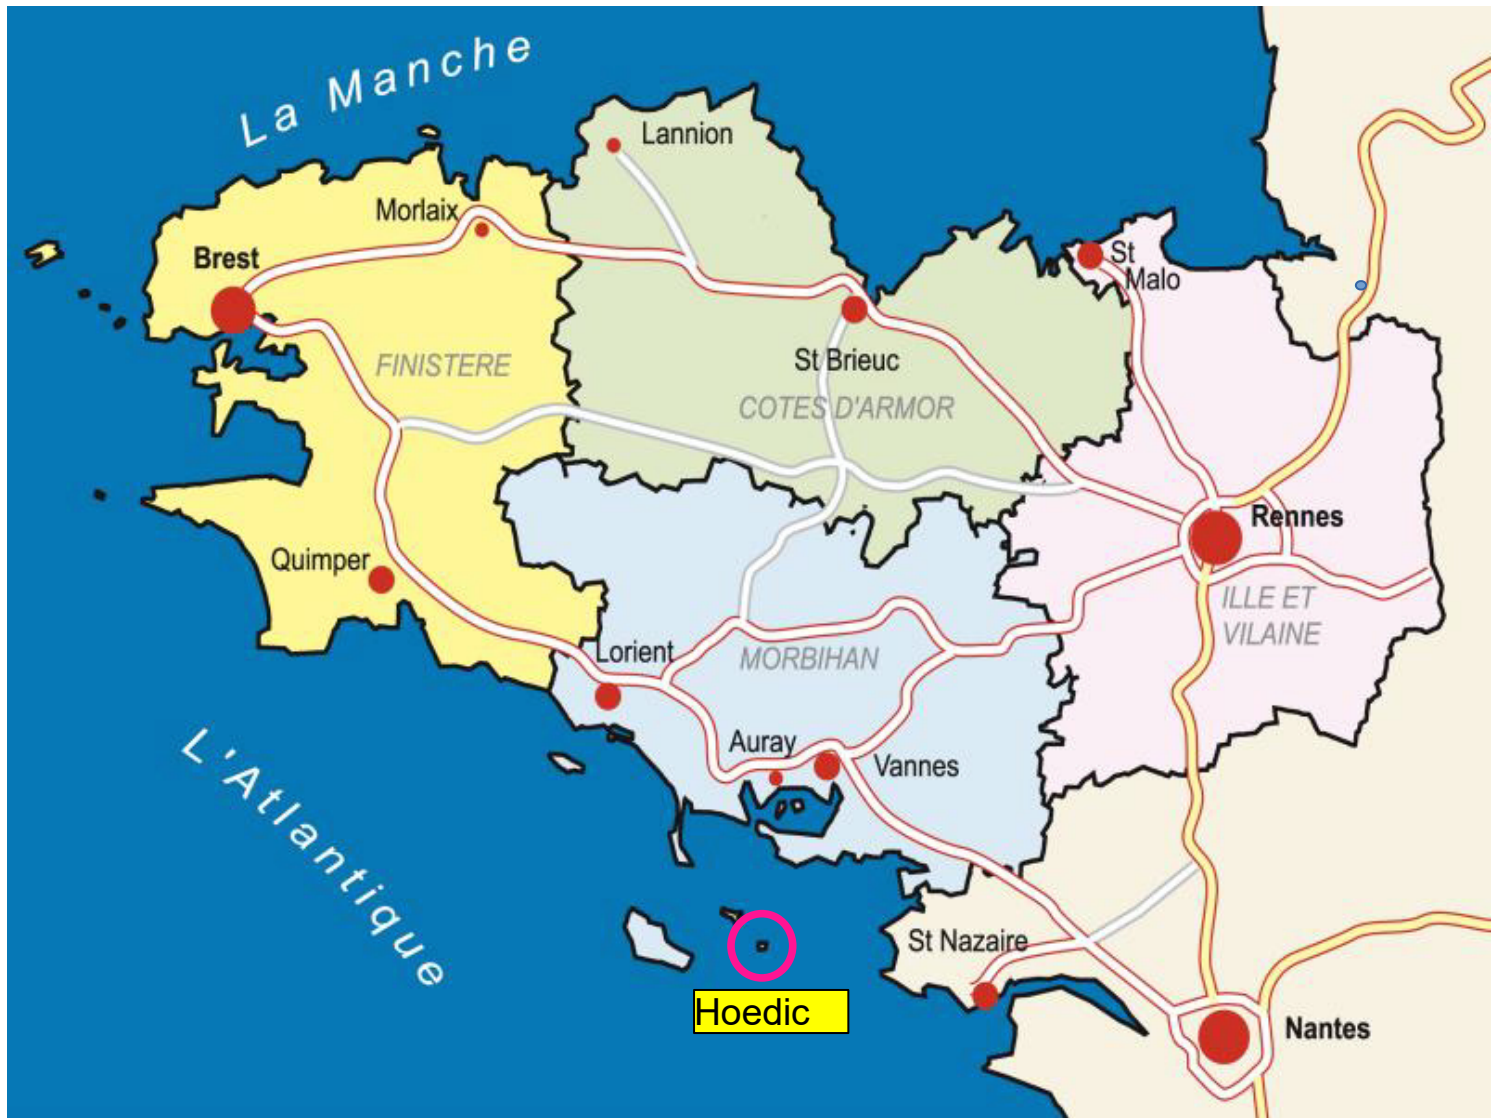 La Manche
Lannion
Morlaix
St
Malo
Brest
St Brieuc
FINISTERE
COTES D'ARMOR
Rennes
Quimper
ILLE ET
VILAINE
Lorient
MORBIHAN
Auray
Vannes
L'Atlantique
St Nazaire
Hoedic
Nantes